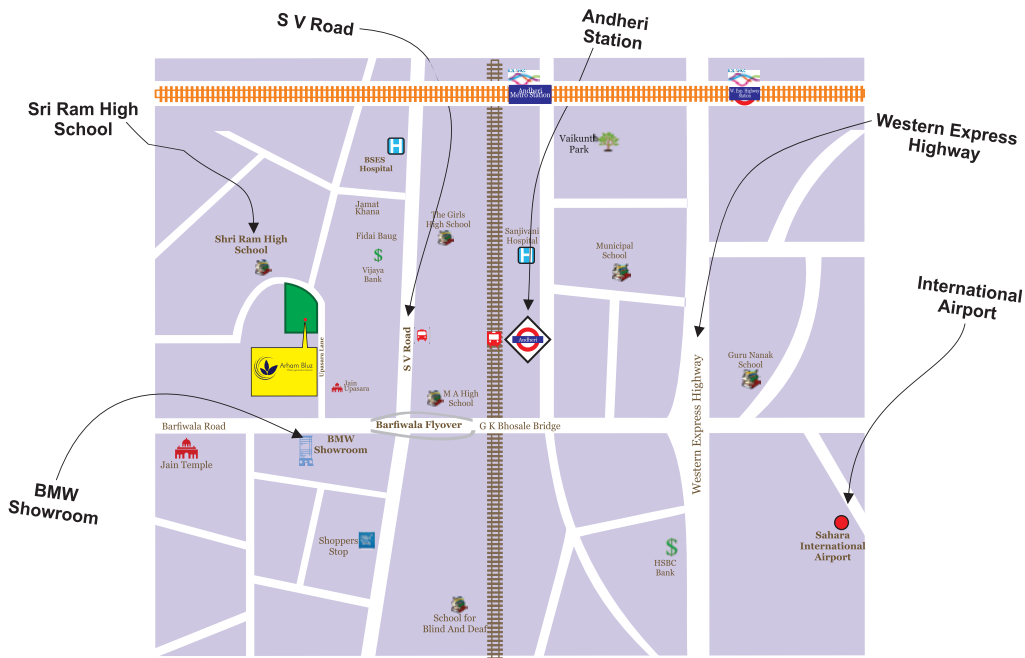 S V Road
Andheri
Station
Sri Ram High
School
Western Express
Highway
International
Airport
BMW
Showroom
Andheri
Metro Station
W. Exp. Highway
Station
BSES
Hospital
Vaikunth
Park
Jamat
Khana
The Girls
High School
Fidai Baug
Sanjivani
Hospital
Shri Ram High
School
Vijaya
Bank
Municipal
School
S V Road
Andheri
Arham Bluz
Upasara Lane
Jain
Upasara
M A High
School
Guru Nanak
School
Western Express Highway
Barfiwala Road
Barfiwala Flyover
G K Bhosale Bridge
Jain Temple
BMW
Showroom
Shoppers
Stop
HSBC
Bank
Sahara
International
Airport
School for
Blind And Deaf